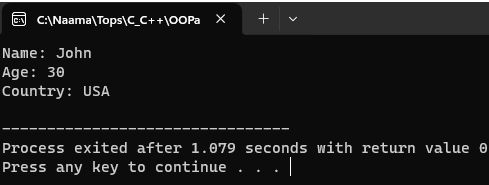 C:\Naama\Tops\C_C++\OOPa
Name: John
Age: 30
Country: USA
--------------------------------
Process exited after 1.079 seconds with return value 0
Press any key to continue . . .